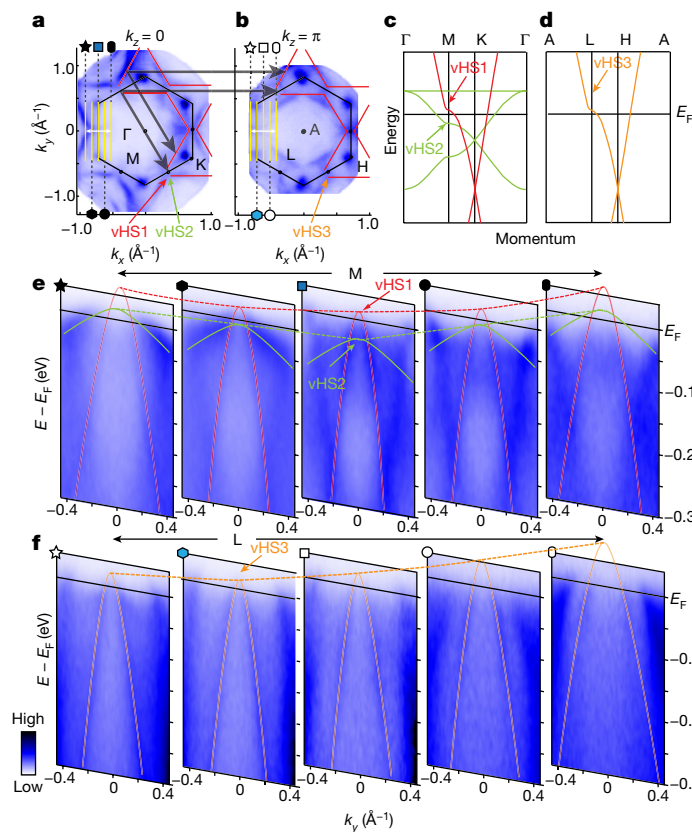 a b c d
k_z = 0 k_z = π
Γ M K Γ A L H A
1.0 1.0
vHS1 vHS3
k_y (Å⁻¹) 0 Γ 0 A Energy E_F
vHS2
M K L H
−1.0 −1.0
−1.0 0 1.0 −1.0 0 1.0
vHS1 vHS2 vHS3
k_x (Å⁻¹) k_x (Å⁻¹) Momentum
e M
vHS1
E_F
vHS2
E − E_F (eV) −0.1
−0.2
−0.3
−0.4 0 0.4 −0.4 0 0.4 −0.4 0 0.4 −0.4 0 0.4 −0.4 0 0.4
f L
vHS3
E_F
E − E_F (eV)
High
Low
−0.4 0 0.4 −0.4 0 0.4 −0.4 0 0.4 −0.4 0 0.4 −0.4 0 0.4
k_y (Å⁻¹)